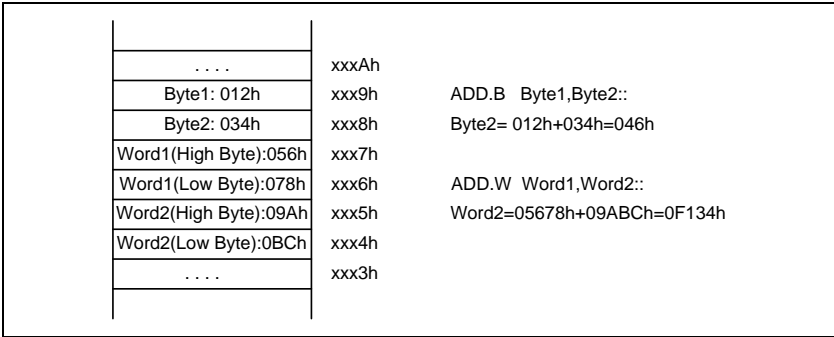 . . . . xxxAh
Byte1: 012h xxx9h ADD.B Byte1,Byte2::
Byte2: 034h xxx8h Byte2= 012h+034h=046h
Word1(High Byte):056h xxx7h
Word1(Low Byte):078h xxx6h ADD.W Word1,Word2::
Word2(High Byte):09Ah xxx5h Word2=05678h+09ABCh=0F134h
Word2(Low Byte):0BCh xxx4h
. . . . xxx3h